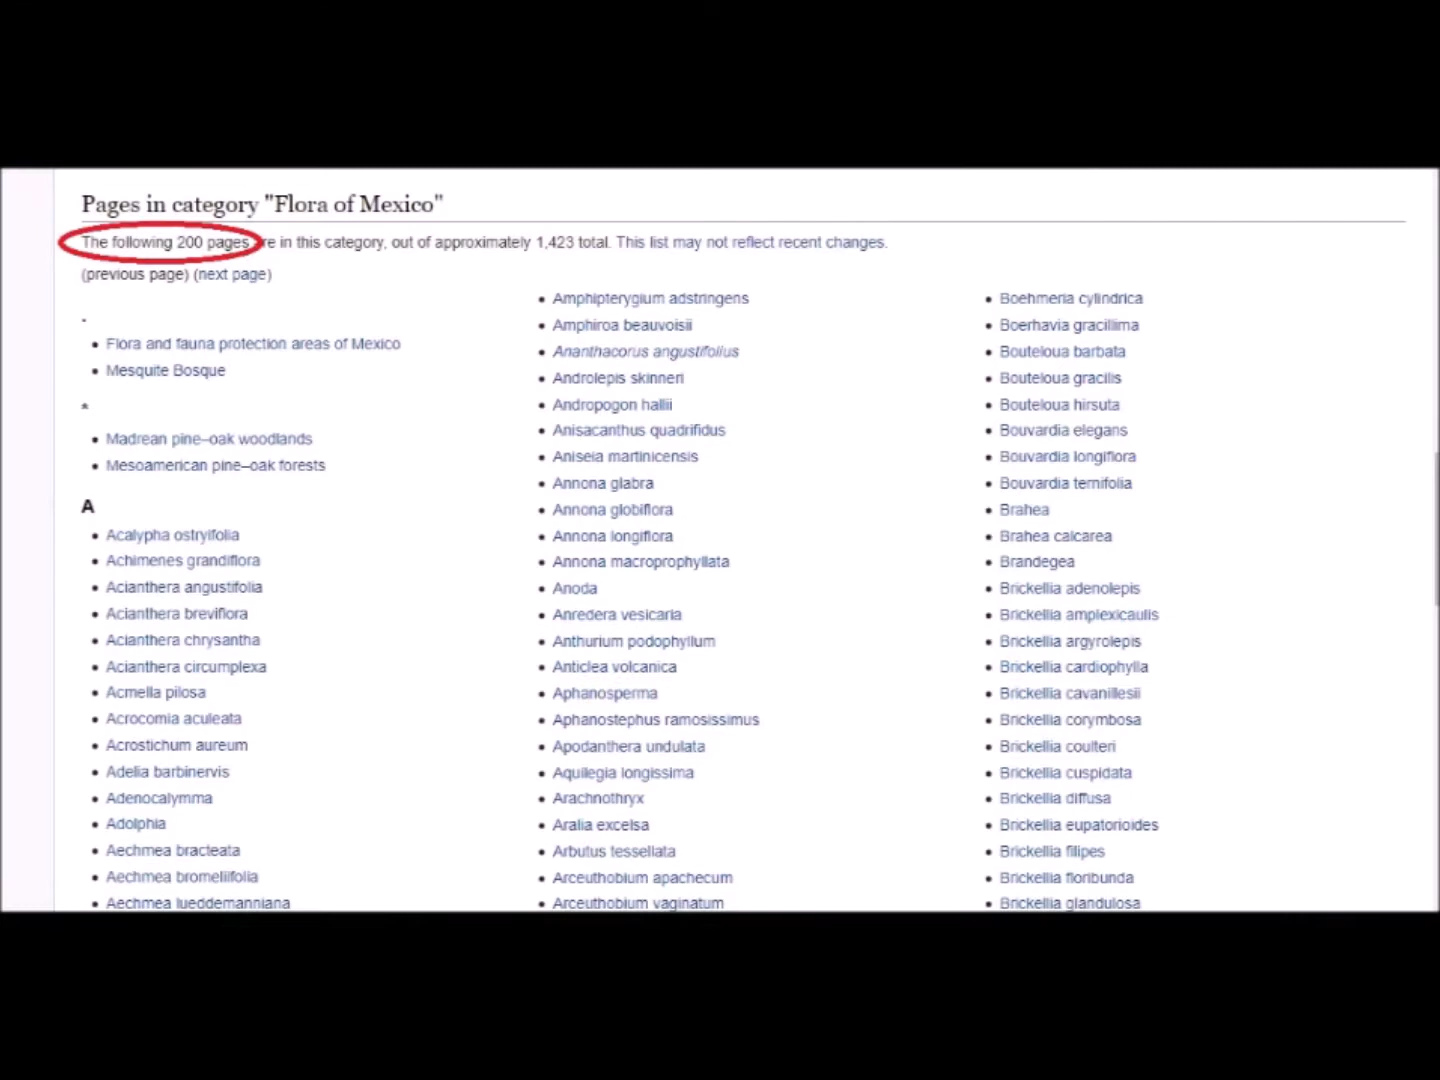 Pages in category "Flora of Mexico"
The following 200 pages are in this category, out of approximately 1,423 total. This list may not reflect recent changes.
(previous page) (next page)
.
Flora and fauna protection areas of Mexico
Mesquite Bosque
*
Madrean pine–oak woodlands
Mesoamerican pine–oak forests
A
Acalypha ostryifolia
Achimenes grandiflora
Acianthera angustifolia
Acianthera breviflora
Acianthera chrysantha
Acianthera circumplexa
Acmella pilosa
Acrocomia aculeata
Acrostichum aureum
Adelia barbinervis
Adenocalymma
Adolphia
Aechmea bracteata
Aechmea bromeliifolia
Aechmea lueddemanniana
Amphipterygium adstringens
Amphiroa beauvoisii
Ananthacorus angustifolius
Androlepis skinneri
Andropogon hallii
Anisacanthus quadrifidus
Aniseia martinicensis
Annona glabra
Annona globiflora
Annona longiflora
Annona macroprophyllata
Anoda
Anredera vesicaria
Anthurium podophyllum
Anticlea volcanica
Aphanosperma
Aphanostephus ramosissimus
Apodanthera undulata
Aquilegia longissima
Arachnothryx
Aralia excelsa
Arbutus tessellata
Arceuthobium apachecum
Arceuthobium vaginatum
Boehmeria cylindrica
Boerhavia gracillima
Bouteloua barbata
Bouteloua gracilis
Bouteloua hirsuta
Bouvardia elegans
Bouvardia longiflora
Bouvardia ternifolia
Brahea
Brahea calcarea
Brandegea
Brickellia adenolepis
Brickellia amplexicaulis
Brickellia argyrolepis
Brickellia cardiophylla
Brickellia cavanillesii
Brickellia corymbosa
Brickellia coulteri
Brickellia cuspidata
Brickellia diffusa
Brickellia eupatorioides
Brickellia filipes
Brickellia floribunda
Brickellia glandulosa